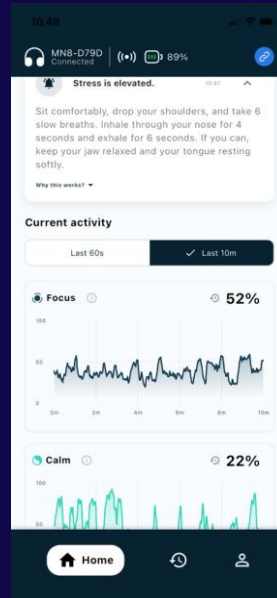 10.49
MN8-D79D
Connected
89%
Stress is elevated.
10:47
Sit comfortably, drop your shoulders, and take 6
slow breaths. Inhale through your nose for 4
seconds and exhale for 6 seconds. If you can,
keep your jaw relaxed and your tongue resting
softly.
Why this works?
Current activity
Last 60s
Last 10m
Focus
52%
100
50
0
0m 2m 4m 6m 8m 10m
Calm
22%
100
50
Home